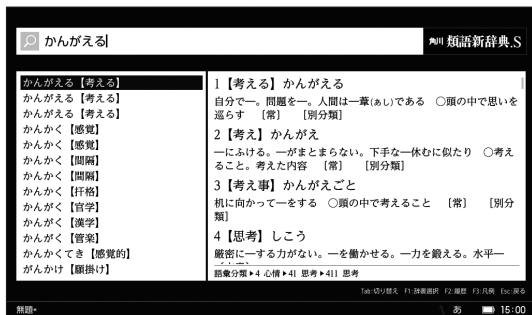 かんがえる
角川 類語新辞典.S
かんがえる【考える】
かんがえる【考える】
かんがえる【考える】
かんかく【感覚】
かんかく【感覚】
かんかく【間隔】
かんかく【間隔】
かんかく【扞格】
かんがく【官学】
かんがく【漢学】
かんがく【管楽】
かんかくてき【感覚的】
がんかけ【願掛け】
1【考える】かんがえる
自分で―。問題を―。人間は一葦(あし)である ○頭の中で思いを
巡らす [常] [別分類]
2【考え】かんがえ
―にふける。―がまとまらない。下手な―休むに似たり ○考え
ること。考えた内容 [常] [別分類]
3【考え事】かんがえごと
机に向かって―をする ○頭の中で考えること [常] [別分
類]
4【思考】しこう
厳密に―する力がない。―を働かせる。―力を鍛える。水平―
語彙分類▸4 心情▸41 思考▸411 思考
Tab:切り替え F1:辞書選択 F2:履歴 F3:凡例 Esc:戻る
無題*
あ
15:00